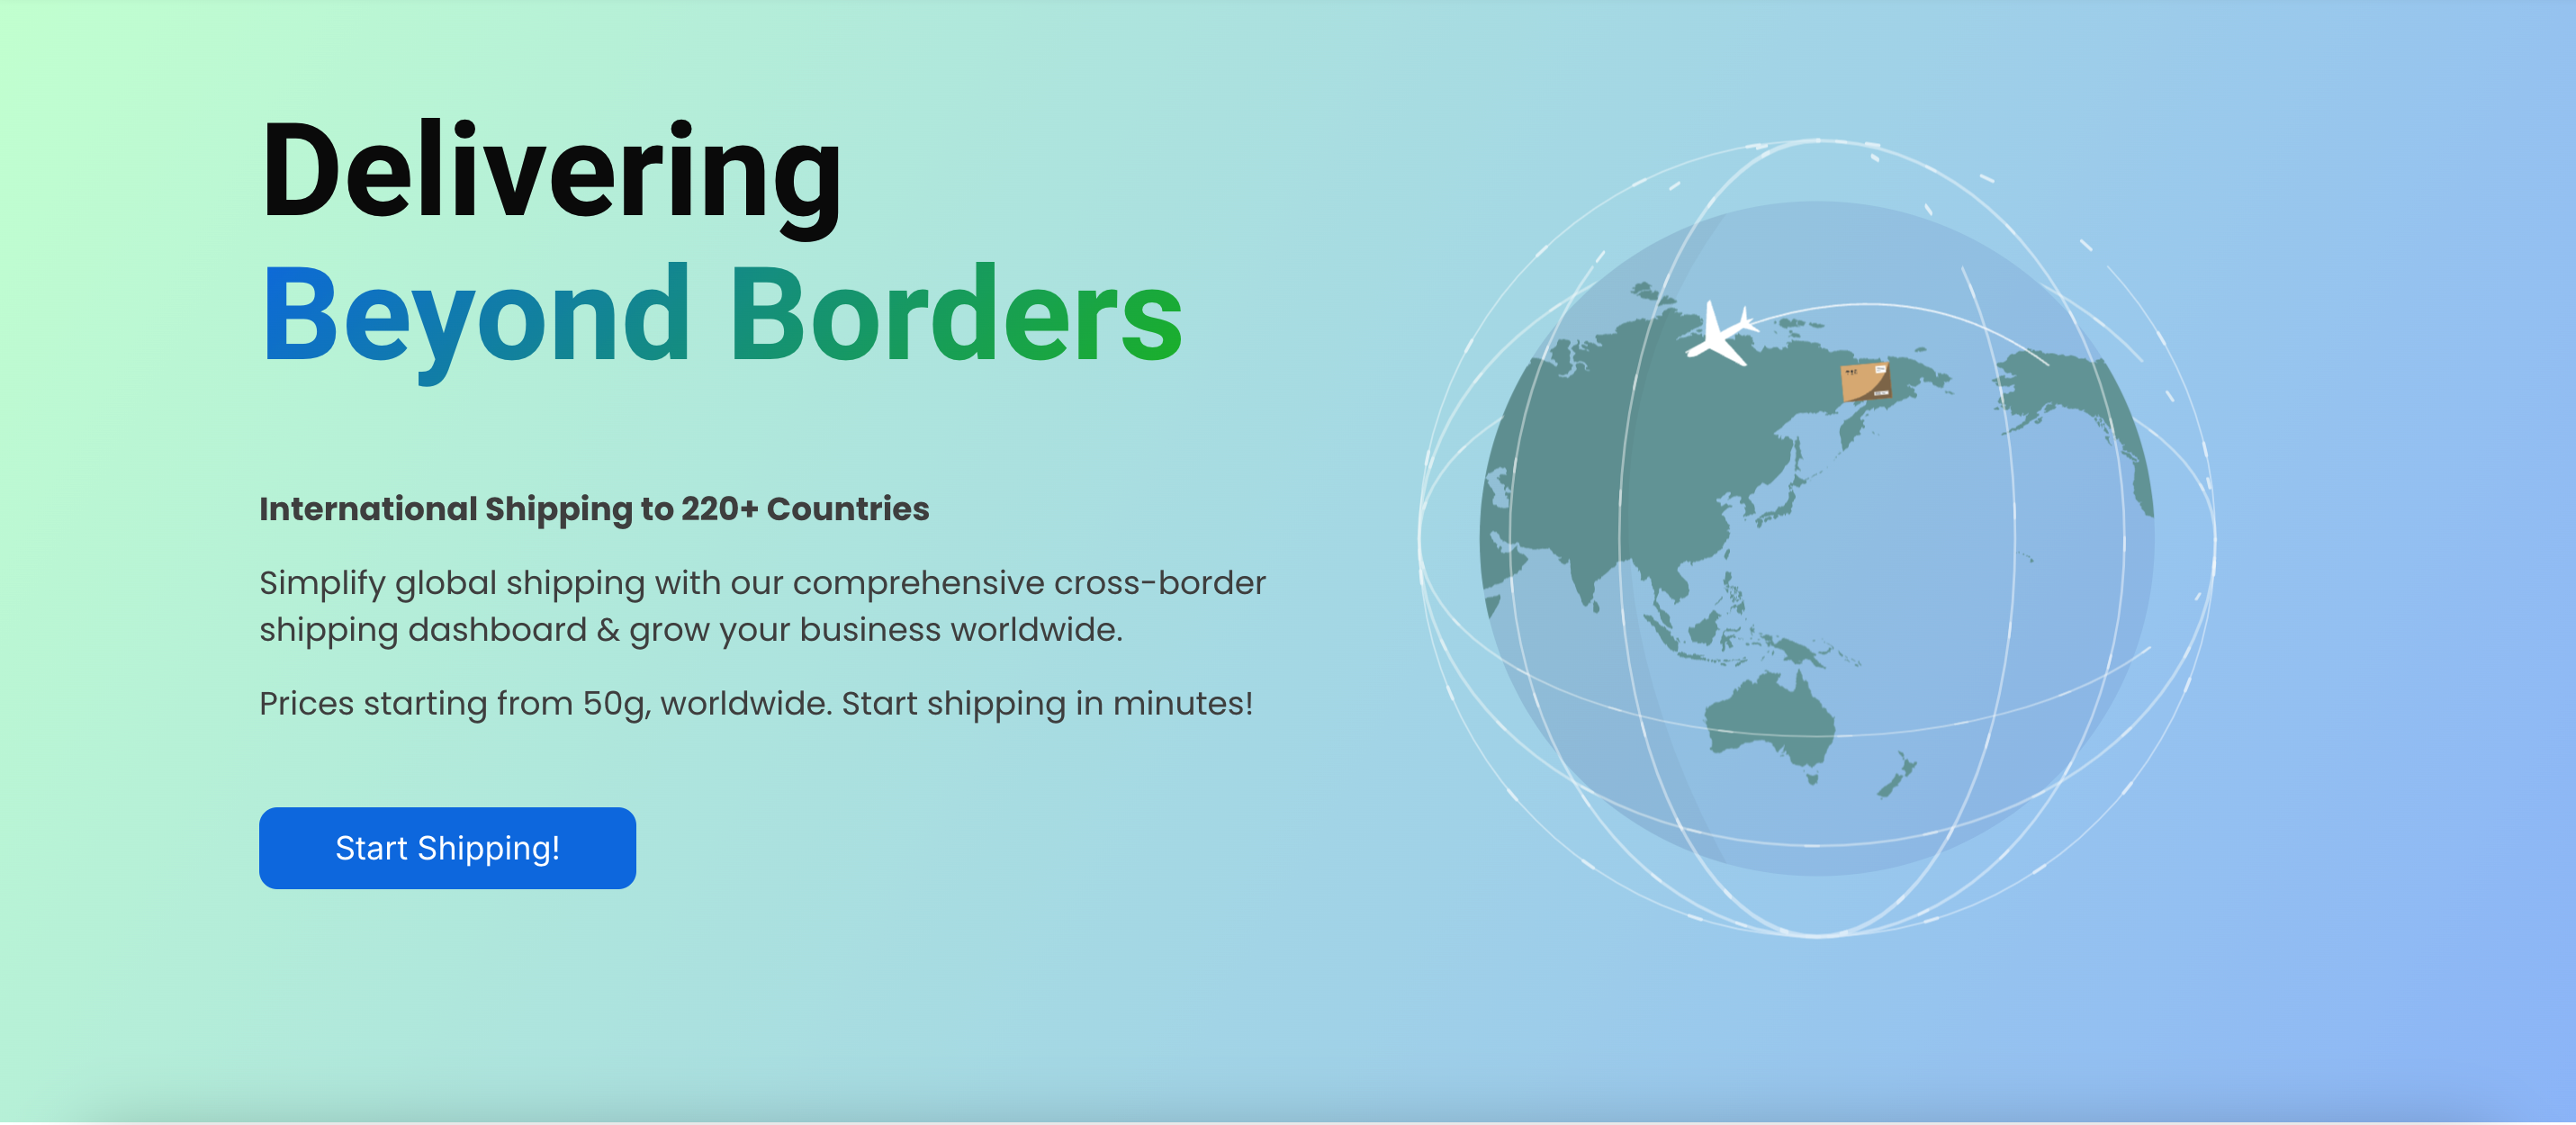 Delivering
Beyond Borders
International Shipping to 220+ Countries
Simplify global shipping with our comprehensive cross-border
shipping dashboard & grow your business worldwide.
Prices starting from 50g, worldwide. Start shipping in minutes!
Start Shipping!